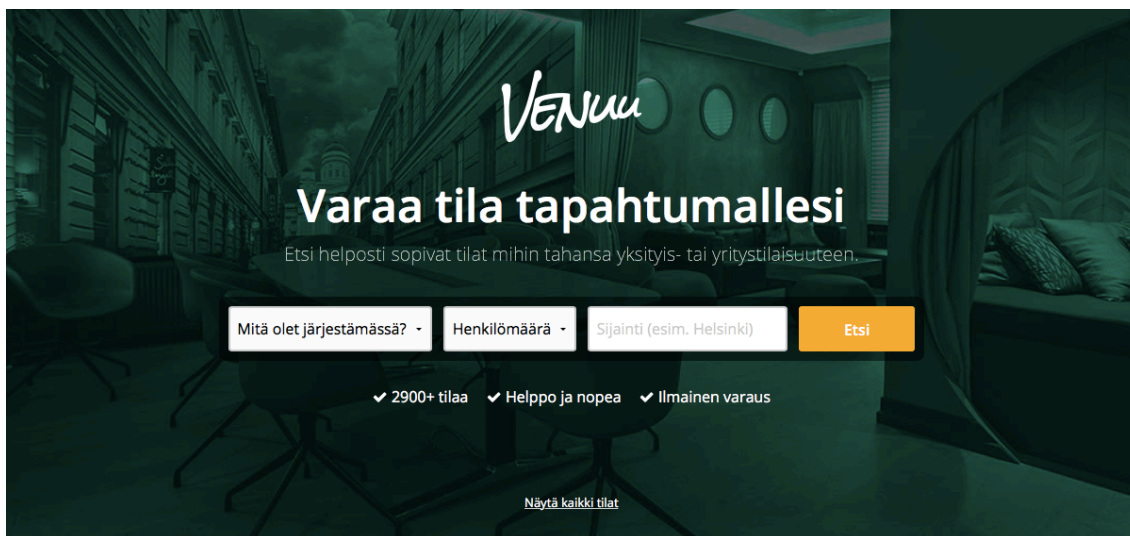 VENUU
Varaa tila tapahtumallesi
Etsi helposti sopivat tilat mihin tahansa yksityis- tai yritystilaisuuteen.
Mitä olet järjestämässä? Henkilömäärä Sijainti (esim. Helsinki) Etsi
2900+ tilaa Helppo ja nopea Ilmainen varaus
Näytä kaikki tilat